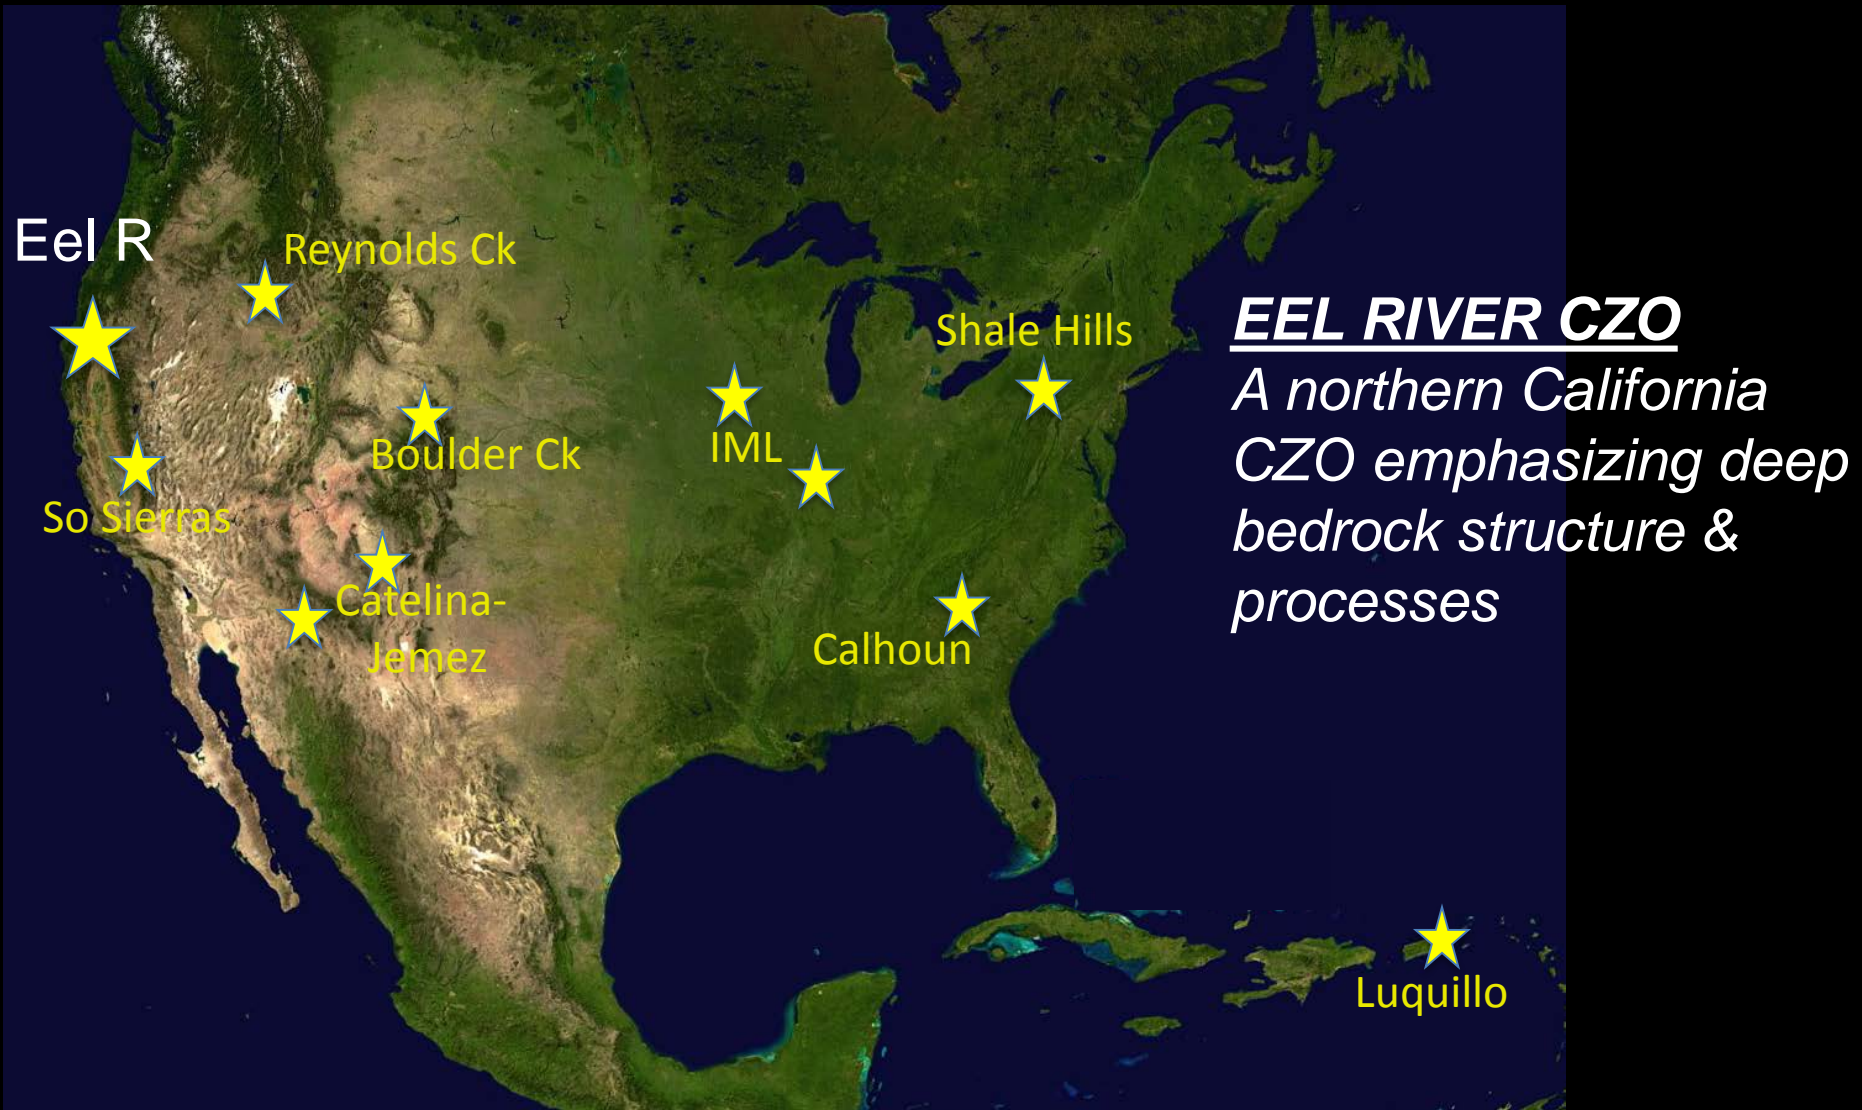 Eel R
Reynolds Ck
Shale Hills
Boulder Ck
IML
So Sierras
Catelina-
Jemez
Calhoun
Luquillo
EEL RIVER CZO
A northern California
CZO emphasizing deep
bedrock structure &
processes